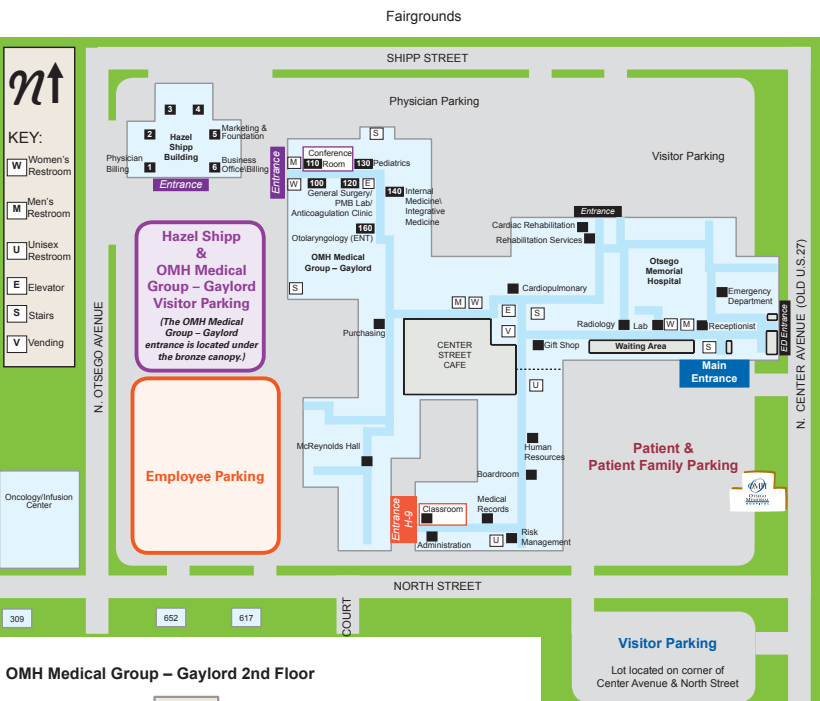 Fairgrounds
SHIPP STREET
n
KEY:
W
Women's
Restroom
M
Men's
Restroom
U
Unisex
Restroom
E
Elevator
S
Stairs
V
Vending
N. OTSEGO AVENUE
3
4
2
5
1
6
Hazel
Shipp
Building
Marketing &
Foundation
Physician
Billing
Business
Office\Billing
Entrance
Physician Parking
Visitor Parking
Entrance
S
M
Conference
110 Room
130 Pediatrics
W
100
120
E
140 Internal
Medicine\
Integrative
Medicine
General Surgery/
PMB Lab/
Anticoagulation Clinic
160
Otolaryngology (ENT)
OMH Medical
Group – Gaylord
S
Hazel Shipp
&
OMH Medical
Group – Gaylord
Visitor Parking
(The OMH Medical
Group – Gaylord
entrance is located under
the bronze canopy.)
Employee Parking
Entrance
Cardiac Rehabilitation
Rehabilitation Services
Otsego
Memorial
Hospital
Cardiopulmonary
Emergency
Department
M
W
E
S
V
Purchasing
Radiology
Lab
W
M
Receptionist
ED Entrance
CENTER
STREET
CAFE
Gift Shop
Waiting Area
S
Main
Entrance
U
N. CENTER AVENUE (OLD U.S.27)
McReynolds Hall
Human
Resources
Boardroom
Patient &
Patient Family Parking
OMH
OTSEGO
MEMORIAL
HOSPITAL
Oncology/Infusion
Center
Entrance
H-9
Classroom
Medical
Records
Administration
U
Risk
Management
NORTH STREET
309
652
617
COURT
Visitor Parking
Lot located on corner of
Center Avenue & North Street
OMH Medical Group – Gaylord 2nd Floor